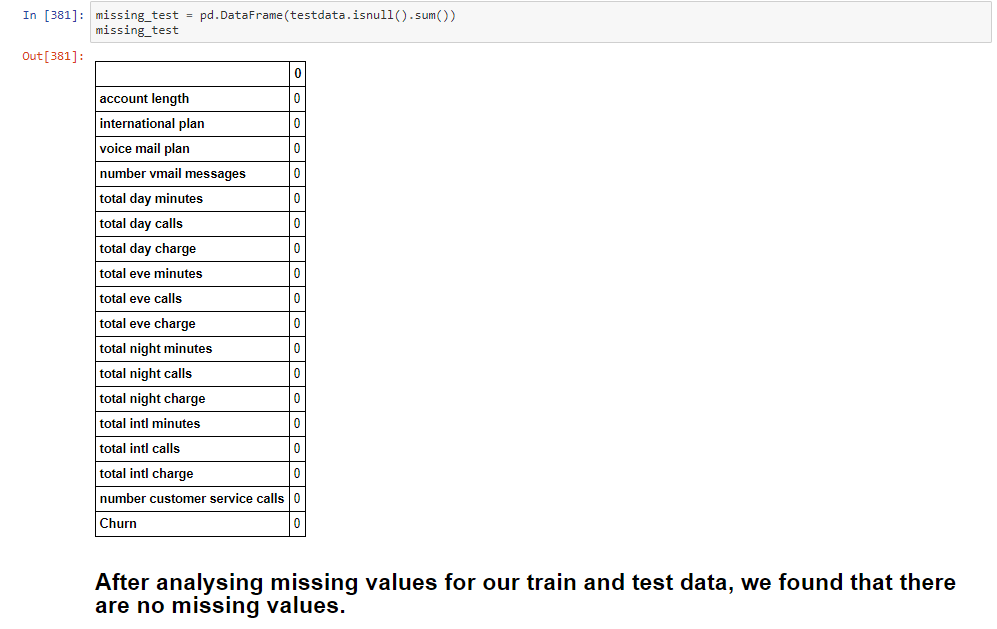 In [381]: missing_test = pd.DataFrame(testdata.isnull().sum())
missing_test
Out[381]:
0
account length 0
international plan 0
voice mail plan 0
number vmail messages 0
total day minutes 0
total day calls 0
total day charge 0
total eve minutes 0
total eve calls 0
total eve charge 0
total night minutes 0
total night calls 0
total night charge 0
total intl minutes 0
total intl calls 0
total intl charge 0
number customer service calls 0
Churn 0
After analysing missing values for our train and test data, we found that there
are no missing values.